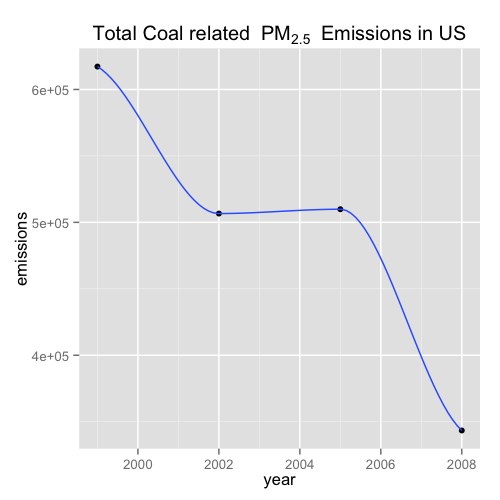 Total Coal related PM2.5 Emissions in US
6e+05
5e+05
4e+05
emissions
2000 2002 2004 2006 2008
year